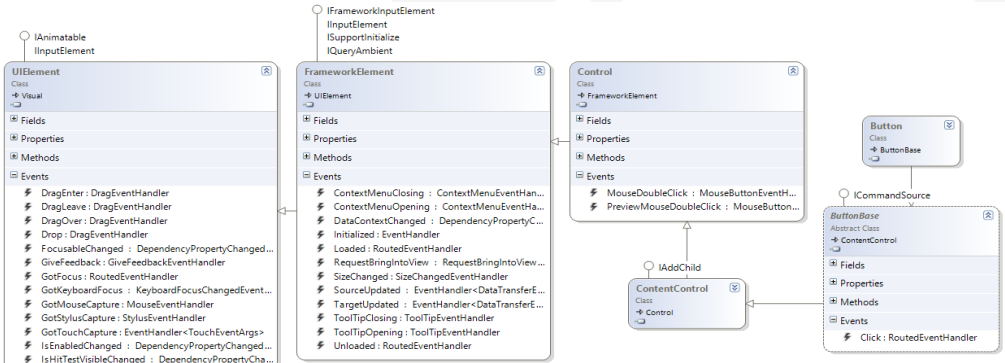 IAnimatable
IInputElement
UIElement
Class
Visual
Fields
Properties
Methods
Events
DragEnter : DragEventHandler
DragLeave : DragEventHandler
DragOver : DragEventHandler
Drop : DragEventHandler
FocusableChanged : DependencyPropertyChanged...
GiveFeedback : GiveFeedbackEventHandler
GotFocus : RoutedEventHandler
GotKeyboardFocus : KeyboardFocusChangedEvent...
GotMouseCapture : MouseEventHandler
GotStylusCapture : StylusEventHandler
GotTouchCapture : EventHandler<TouchEventArgs>
IsEnabledChanged : DependencyPropertyChanged...
IsHitTestVisibleChanged : DependencyPropertyCha...
IFrameworkInputElement
IInputElement
ISupportInitialize
IQueryAmbient
FrameworkElement
Class
UIElement
Fields
Properties
Methods
Events
ContextMenuClosing : ContextMenuEventHan...
ContextMenuOpening : ContextMenuEventHa...
DataContextChanged : DependencyPropertyC...
Initialized : EventHandler
Loaded : RoutedEventHandler
RequestBringIntoView : RequestBringIntoView...
SizeChanged : SizeChangedEventHandler
SourceUpdated : EventHandler<DataTransferE...
TargetUpdated : EventHandler<DataTransferE...
ToolTipClosing : ToolTipEventHandler
ToolTipOpening : ToolTipEventHandler
Unloaded : RoutedEventHandler
Control
Class
FrameworkElement
Fields
Properties
Methods
Events
MouseDoubleClick : MouseButtonEventH...
PreviewMouseDoubleClick : MouseButton...
IAddChild
ContentControl
Class
Control
Button
Class
ButtonBase
ICommandSource
ButtonBase
Abstract Class
ContentControl
Fields
Properties
Methods
Events
Click : RoutedEventHandler